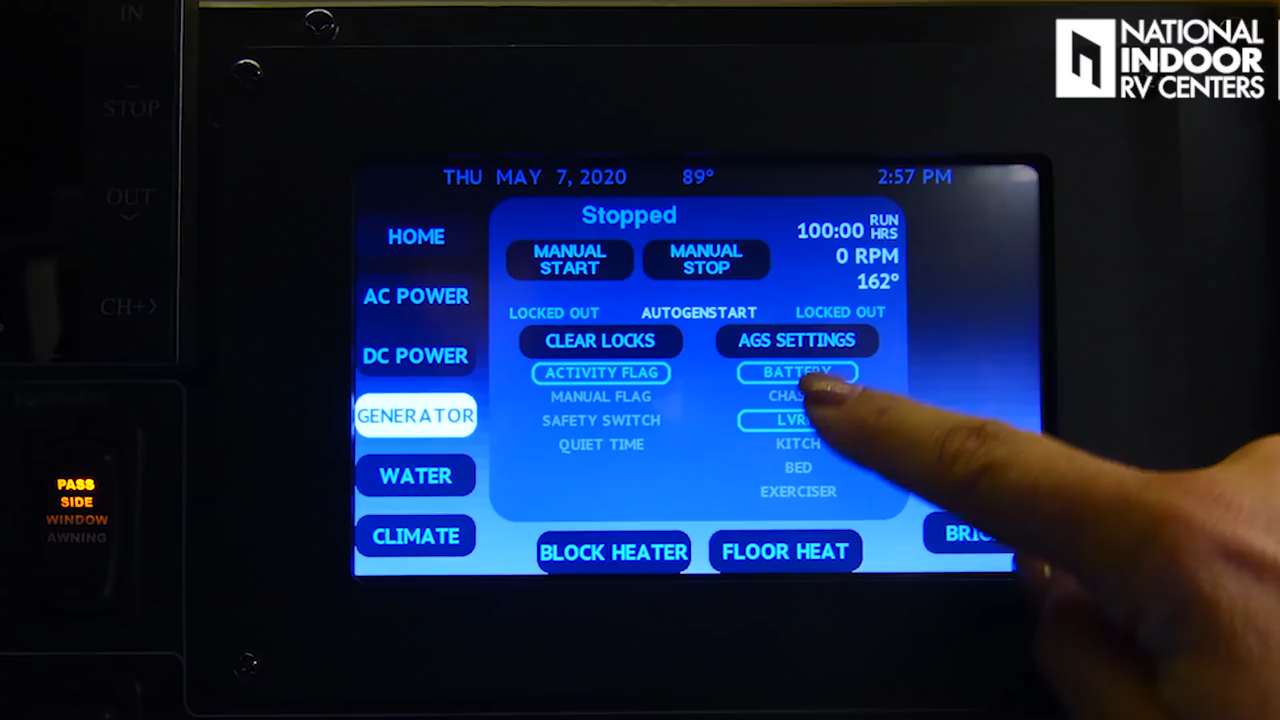 IN
STOP
OUT
CH+>
NATIONAL
INDOOR
RV CENTERS
THU MAY 7, 2020 89° 2:57 PM
HOME
AC POWER
DC POWER
GENERATOR
WATER
CLIMATE
Stopped
MANUAL
START
MANUAL
STOP
100:00 RUN
HRS
0 RPM
162°
LOCKED OUT AUTOGENSTART LOCKED OUT
CLEAR LOCKS
ACTIVITY FLAG
MANUAL FLAG
SAFETY SWITCH
QUIET TIME
AGS SETTINGS
BATTERY
KITCH
BED
EXERCISER
BLOCK HEATER
FLOOR HEAT
PASS
SIDE
WINDOW
AWNING